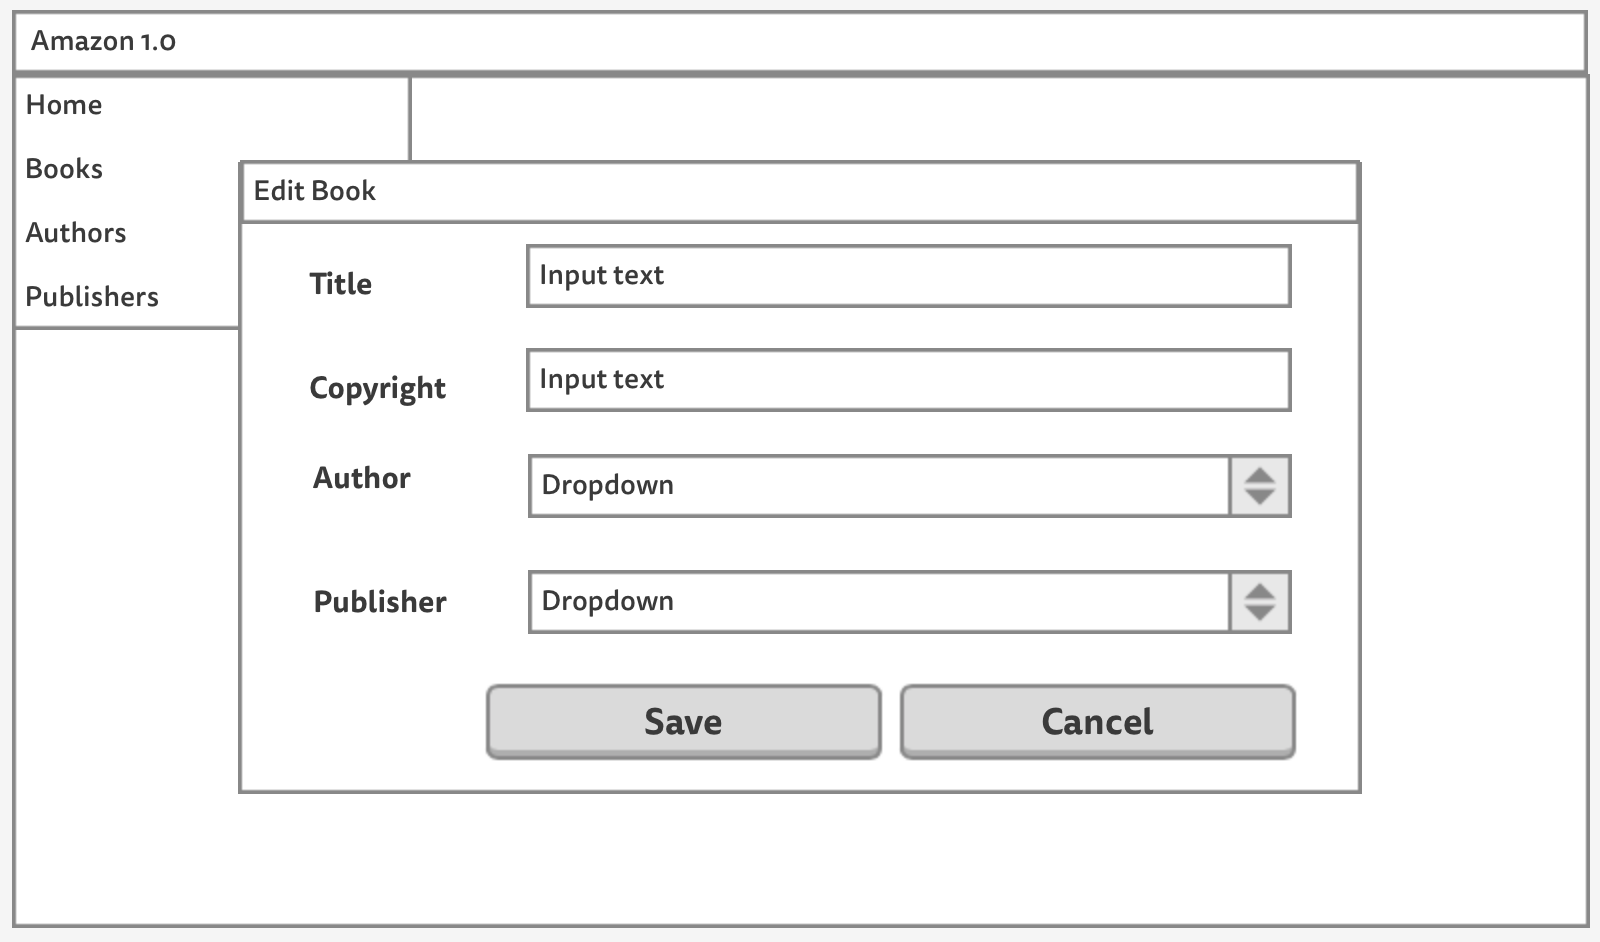 Amazon 1.0
Home
Books
Authors
Publishers
Edit Book
Title
Input text
Copyright
Input text
Author
Dropdown
Publisher
Dropdown
Save
Cancel